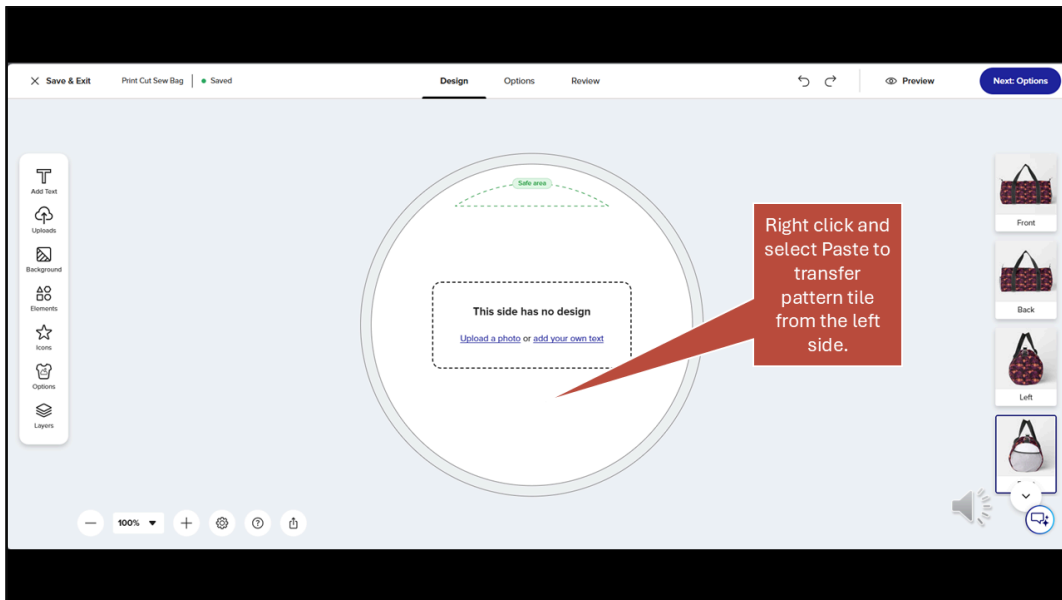 Save & Exit
Print Cut Sew Bag
Saved
Design
Options
Review
Preview
Next: Options
Add Text
Uploads
Background
Elements
Icons
Options
Layers
Safe area
This side has no design
Upload a photo or add your own text
Right click and
select Paste to
transfer
pattern tile
from the left
side.
Front
Back
Left
100%